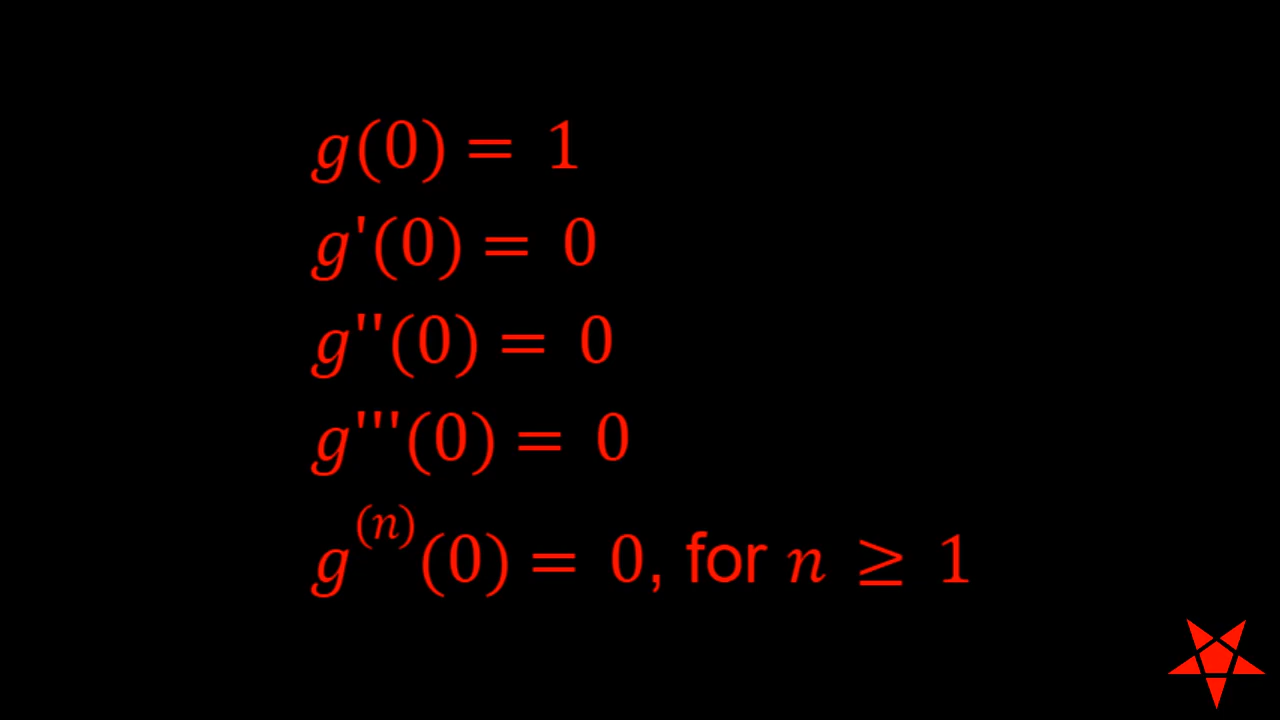 g(0) = 1
g'(0) = 0
g''(0) = 0
g'''(0) = 0
g^(n)(0) = 0, for n ≥ 1